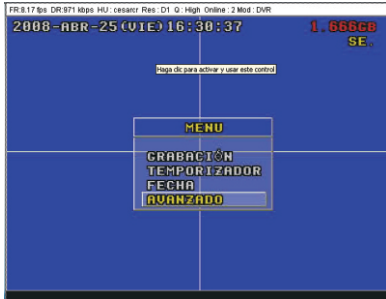 FR:8.17 fps DR:971 kbps HU : cesarcr Res : D1 Q : High Online : 2 Mod : DVR
2008-ABR-25(VIE)16:30:37 1.666GB
SE.
Haga clic para activar y usar este control
MENU
GRABACIÓN
TEMPORIZADOR
FECHA
AVANZADO